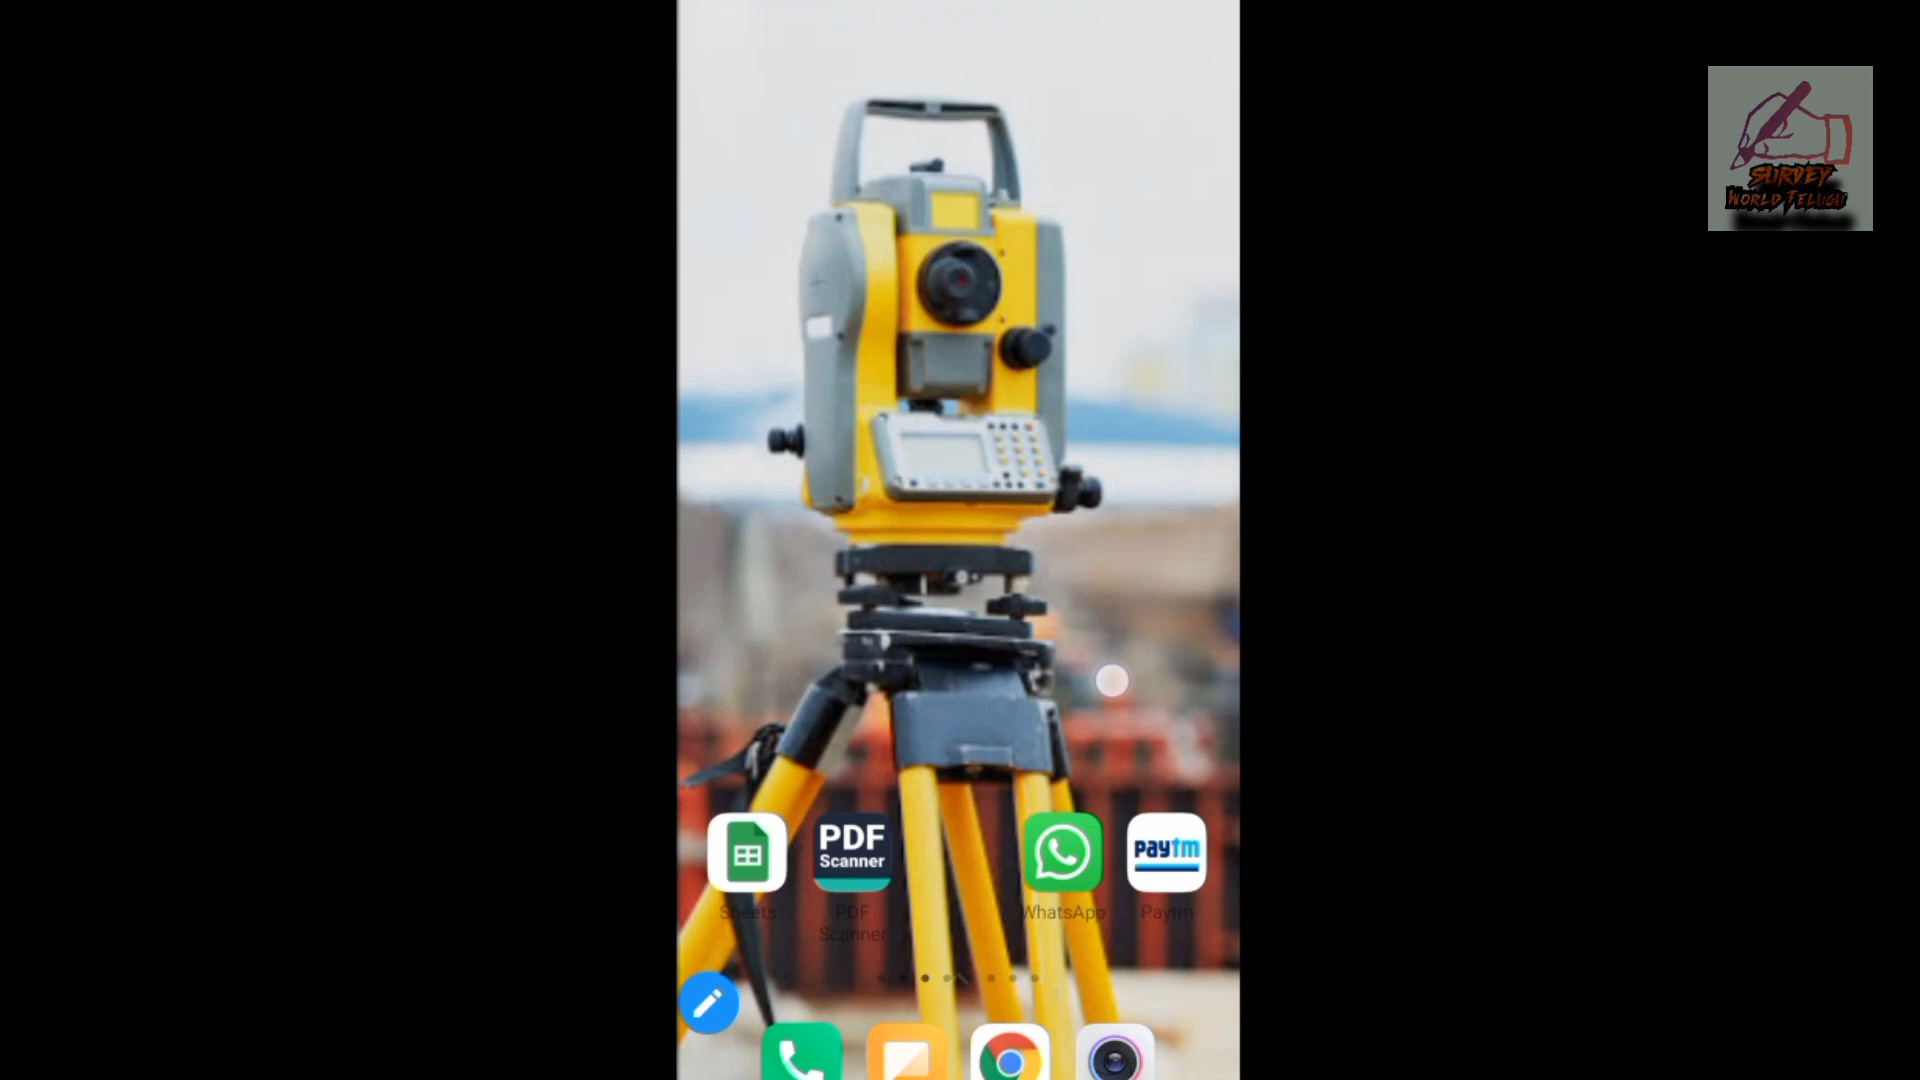 SURVEY
WORLD TELUGU
PDF
Scanner
paytm
Sheets
PDF
Scanner
WhatsApp
Paytm